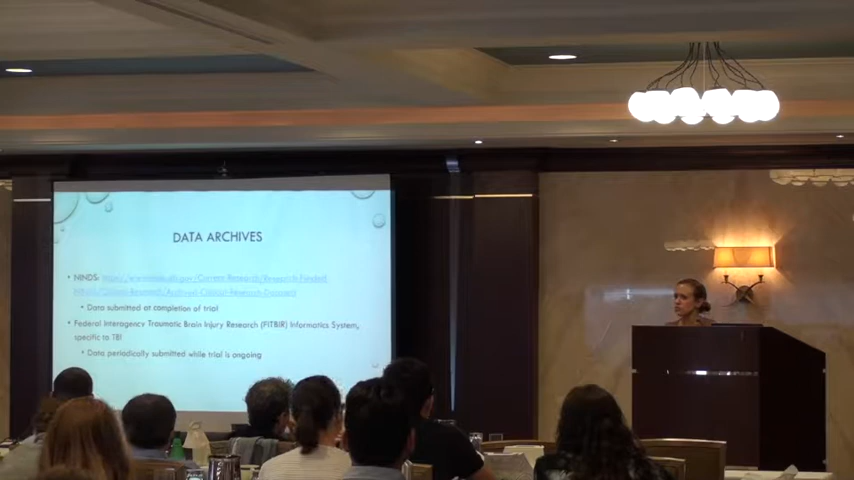 DATA ARCHIVES
• NINDS:
• Data submitted at completion of trial
• Federal Interagency Traumatic Brain Injury Research (FITBIR) Informatics System,
specific to TBI
• Data periodically submitted while trial is ongoing